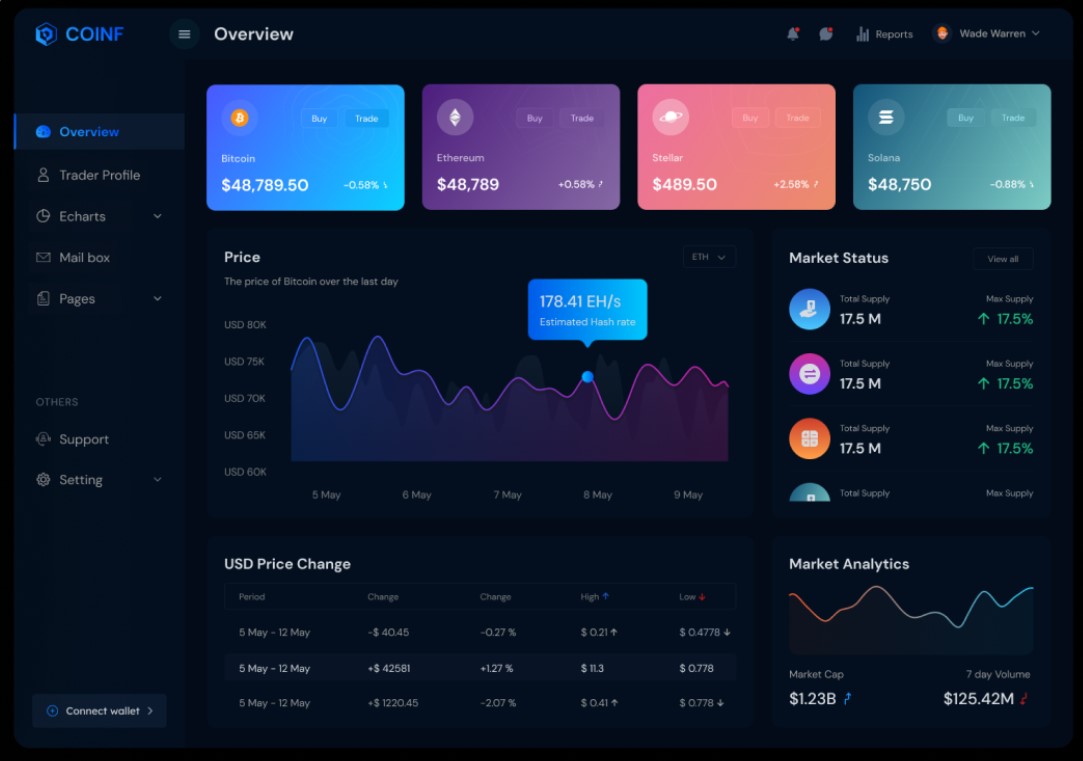 COINF
Overview
Reports
Wade Warren
Overview
Trader Profile
Echarts
Mail box
Pages
OTHERS
Support
Setting
Connect wallet
Buy Trade
Bitcoin
$48,789.50 -0.58%
Buy Trade
Ethereum
$48,789 +0.58%
Buy Trade
Stellar
$489.50 +2.58%
Buy Trade
Solana
$48,750 -0.88%
Price ETH
The price of Bitcoin over the last day
178.41 EH/s
Estimated Hash rate
USD 80K
USD 75K
USD 70K
USD 65K
USD 60K
5 May 6 May 7 May 8 May 9 May
Market Status View all
Total Supply Max Supply
17.5 M ↑ 17.5%
Total Supply Max Supply
17.5 M ↑ 17.5%
Total Supply Max Supply
17.5 M ↑ 17.5%
Total Supply Max Supply
USD Price Change
Period Change Change High ↑ Low ↓
5 May - 12 May -$ 40.45 -0.27 % $ 0.21 ↑ $ 0.4778 ↓
5 May - 12 May +$ 42581 +1.27 % $ 11.3 $ 0.778
5 May - 12 May +$ 1220.45 -2.07 % $ 0.41 ↑ $ 0.778 ↓
Market Analytics
Market Cap 7 day Volume
$1.23B $125.42M